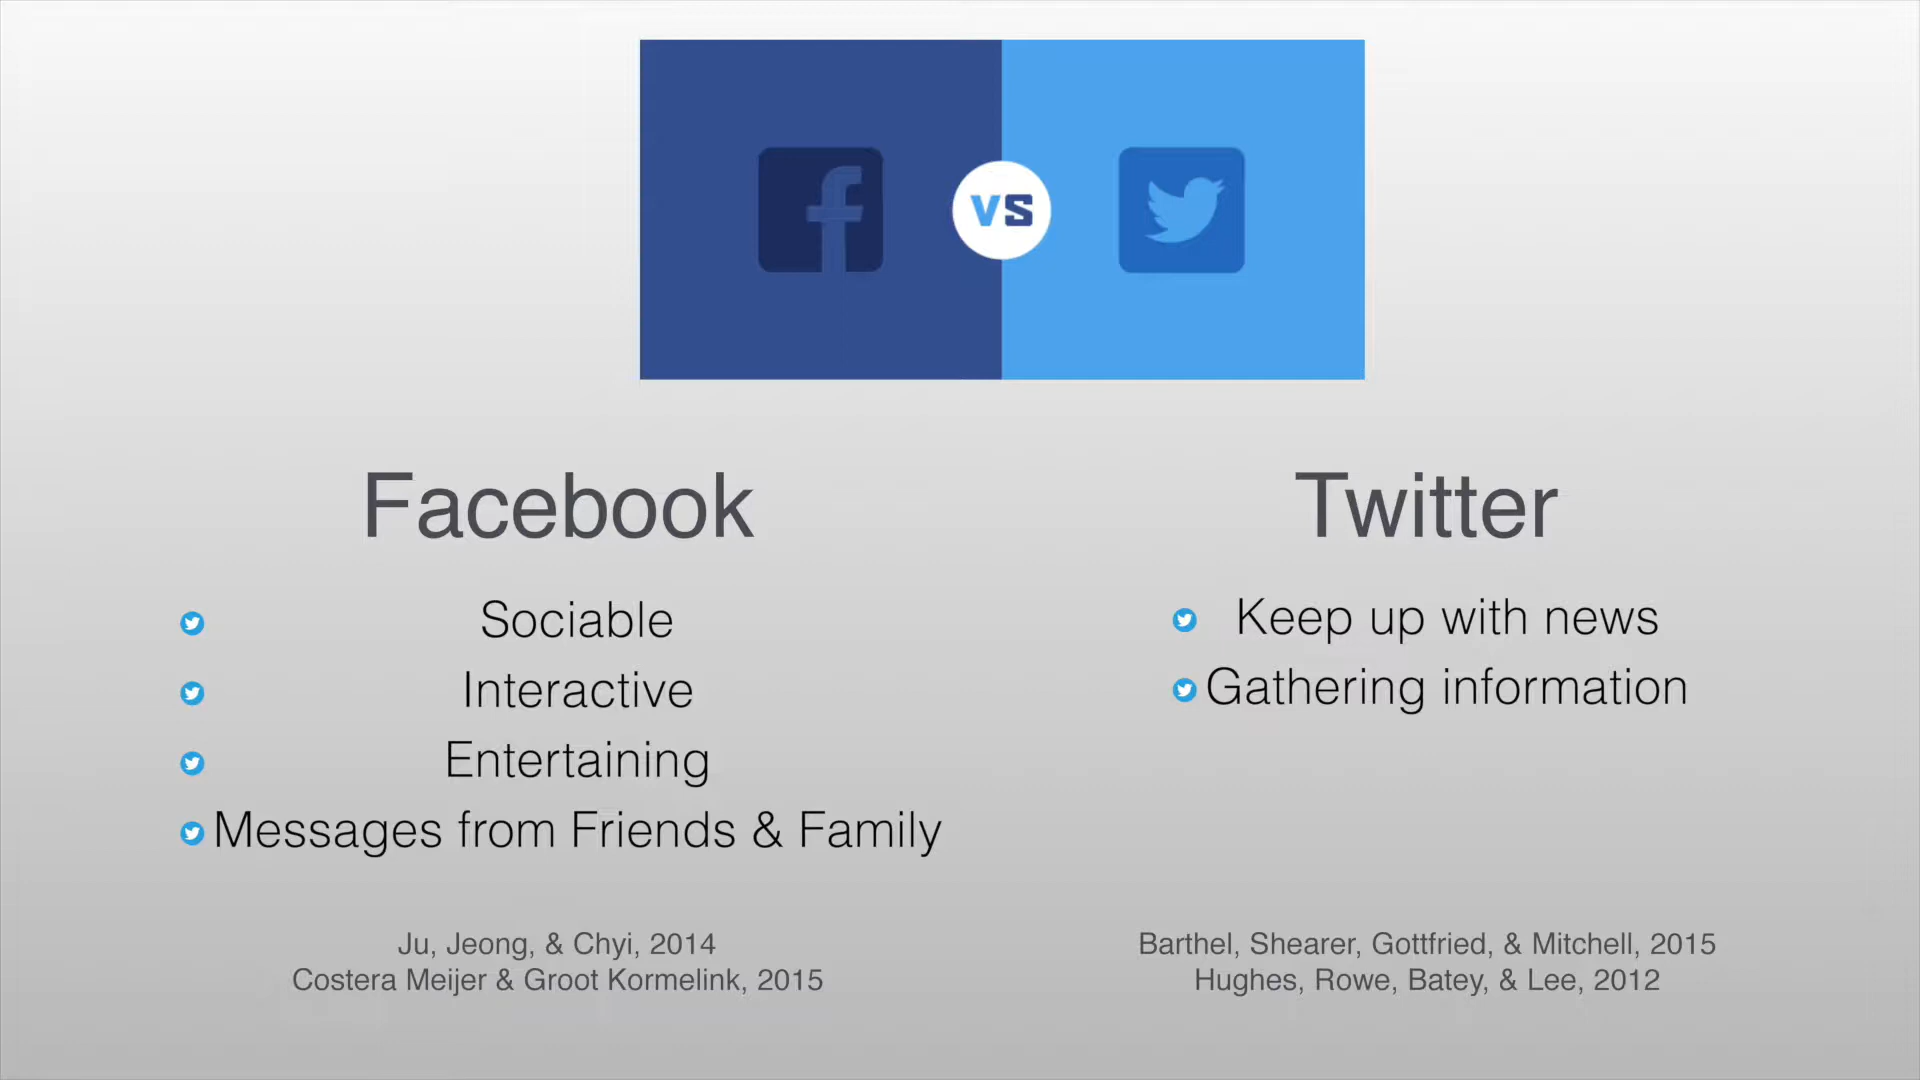 VS
Facebook
Sociable
Interactive
Entertaining
Messages from Friends & Family
Ju, Jeong, & Chyi, 2014
Costera Meijer & Groot Kormelink, 2015
Twitter
Keep up with news
Gathering information
Barthel, Shearer, Gottfried, & Mitchell, 2015
Hughes, Rowe, Batey, & Lee, 2012